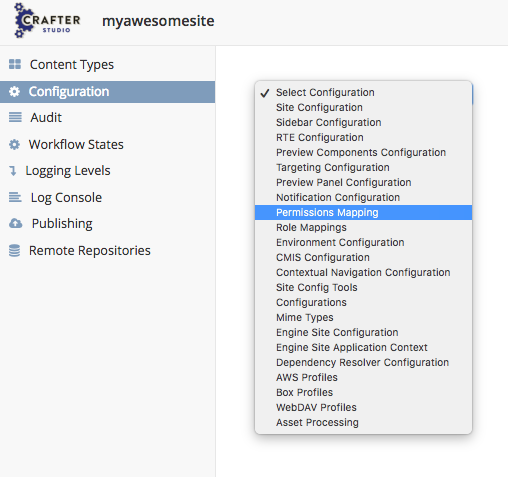 CRAFTER
STUDIO
myawesomesite
Content Types
Configuration
Audit
Workflow States
Logging Levels
Log Console
Publishing
Remote Repositories
✓ Select Configuration
Site Configuration
Sidebar Configuration
RTE Configuration
Preview Components Configuration
Targeting Configuration
Preview Panel Configuration
Notification Configuration
Permissions Mapping
Role Mappings
Environment Configuration
CMIS Configuration
Contextual Navigation Configuration
Site Config Tools
Configurations
Mime Types
Engine Site Configuration
Engine Site Application Context
Dependency Resolver Configuration
AWS Profiles
Box Profiles
WebDAV Profiles
Asset Processing